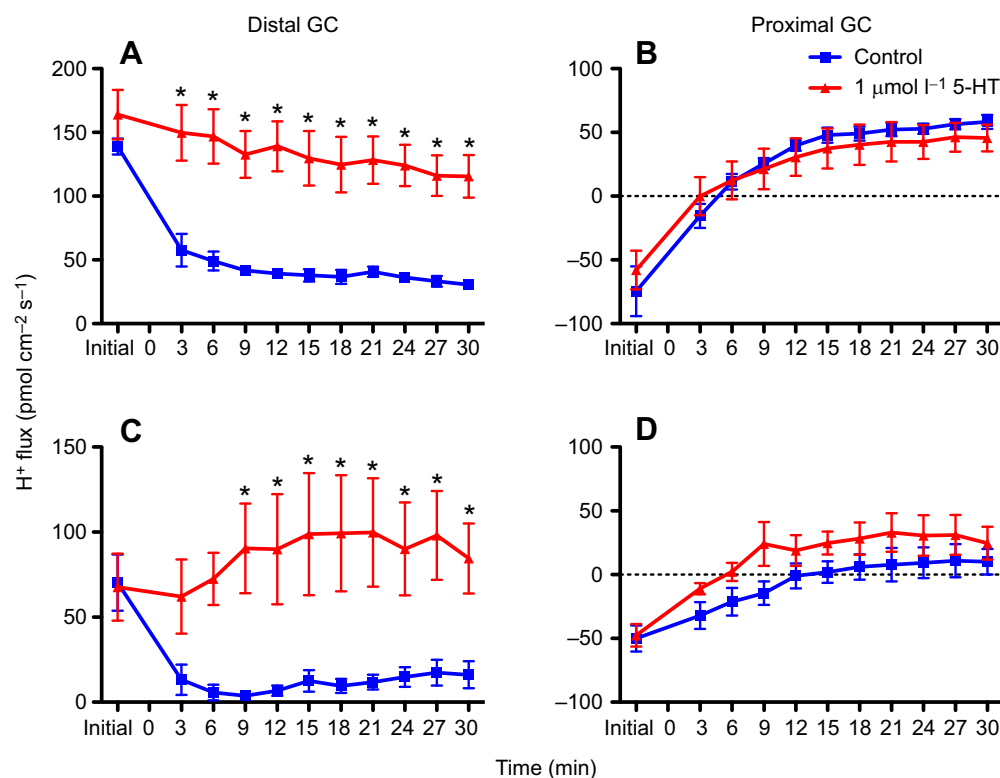 Distal GC
Proximal GC
A
B
Control
1 μmol l⁻¹ 5-HT
200
150
100
50
0
* * * * * * * * * *
Initial 0 3 6 9 12 15 18 21 24 27 30
100
50
0
–50
–100
Initial 0 3 6 9 12 15 18 21 24 27 30
H⁺ flux (pmol cm⁻² s⁻¹)
C
D
150
100
50
0
* * * * * * * *
Initial 0 3 6 9 12 15 18 21 24 27 30
100
50
0
–50
–100
Initial 0 3 6 9 12 15 18 21 24 27 30
Time (min)